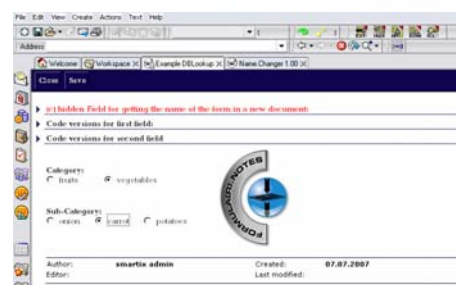 File Edit View Create Actions Text Help
Address
Welcome Workspace Example DBLookup Name Changer 1.00
Close Save
(c) hidden Field for getting the name of the form in a new document:
Code versions for first field:
Code versions for second field
Category:
fruits vegetables
Sub-Category:
onion carrot potatoes
FORMULAIRE NOTES
Author: smartix admin Created: 07.07.2007
Editor: Last modified: